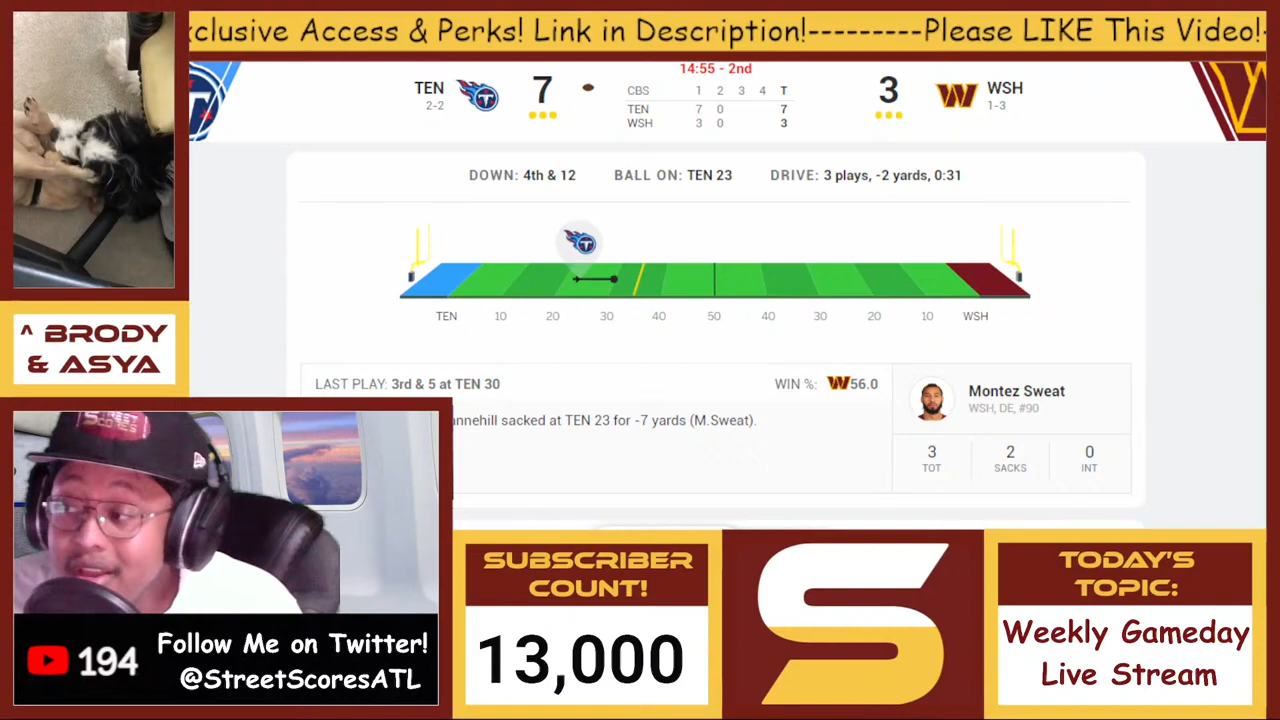 xclusive Access & Perks! Link in Description!---------Please LIKE This Video!-
14:55 - 2nd
TEN
2-2
7
CBS 1 2 3 4 T
TEN 7 0 7
WSH 3 0 3
3
WSH
1-3
DOWN: 4th & 12
BALL ON: TEN 23
DRIVE: 3 plays, -2 yards, 0:31
TEN 10 20 30 40 50 40 30 20 10 WSH
LAST PLAY: 3rd & 5 at TEN 30
WIN %: 56.0
nnehill sacked at TEN 23 for -7 yards (M.Sweat).
Montez Sweat
WSH, DE, #90
3 2 0
TOT SACKS INT
^ BRODY
& ASYA
STREET
SCORES
194
Follow Me on Twitter!
@StreetScoresATL
SUBSCRIBER
COUNT!
13,000
TODAY'S
TOPIC:
Weekly Gameday
Live Stream